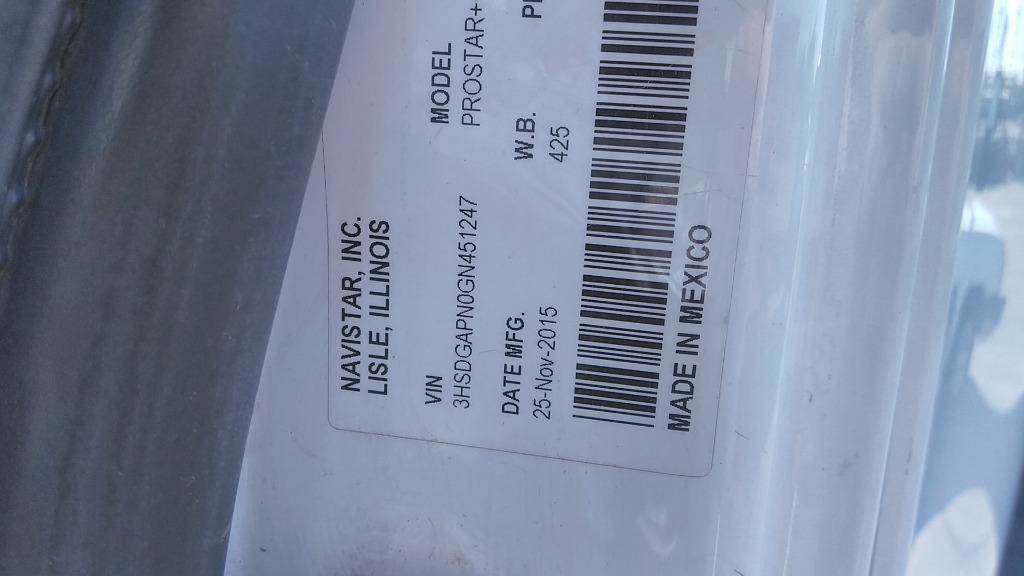 NAVISTAR, INC.
LISLE, ILLINOIS
VIN
3HSDGAPN0GN451247
MODEL
PROSTAR+
DATE MFG.
25-Nov-2015
W.B.
425
MADE IN MEXICO